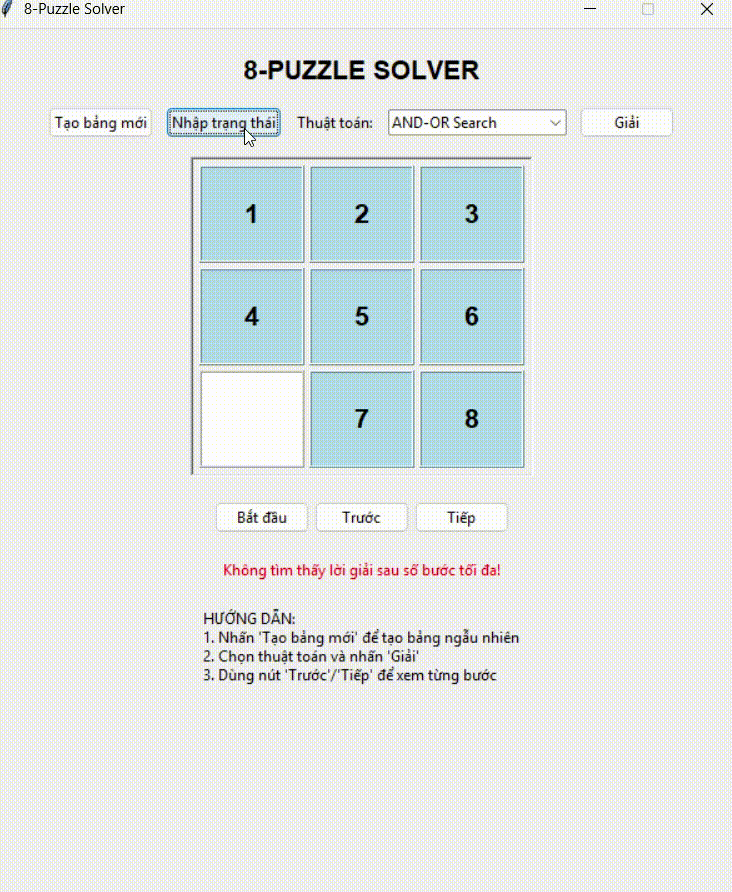 8-Puzzle Solver
8-PUZZLE SOLVER
Tạo bảng mới Nhập trạng thái Thuật toán: AND-OR Search Giải
1 2 3
4 5 6
7 8
Bắt đầu Trước Tiếp
Không tìm thấy lời giải sau số bước tối đa!
HƯỚNG DẪN:
1. Nhấn 'Tạo bảng mới' để tạo bảng ngẫu nhiên
2. Chọn thuật toán và nhấn 'Giải'
3. Dùng nút 'Trước'/'Tiếp' để xem từng bước